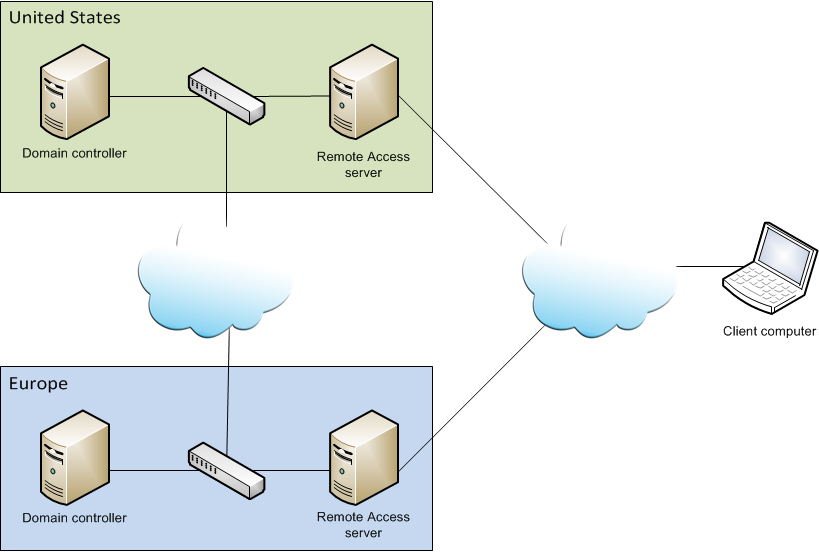 United States
Domain controller
Remote Access
server
Client computer
Europe
Domain controller
Remote Access
server